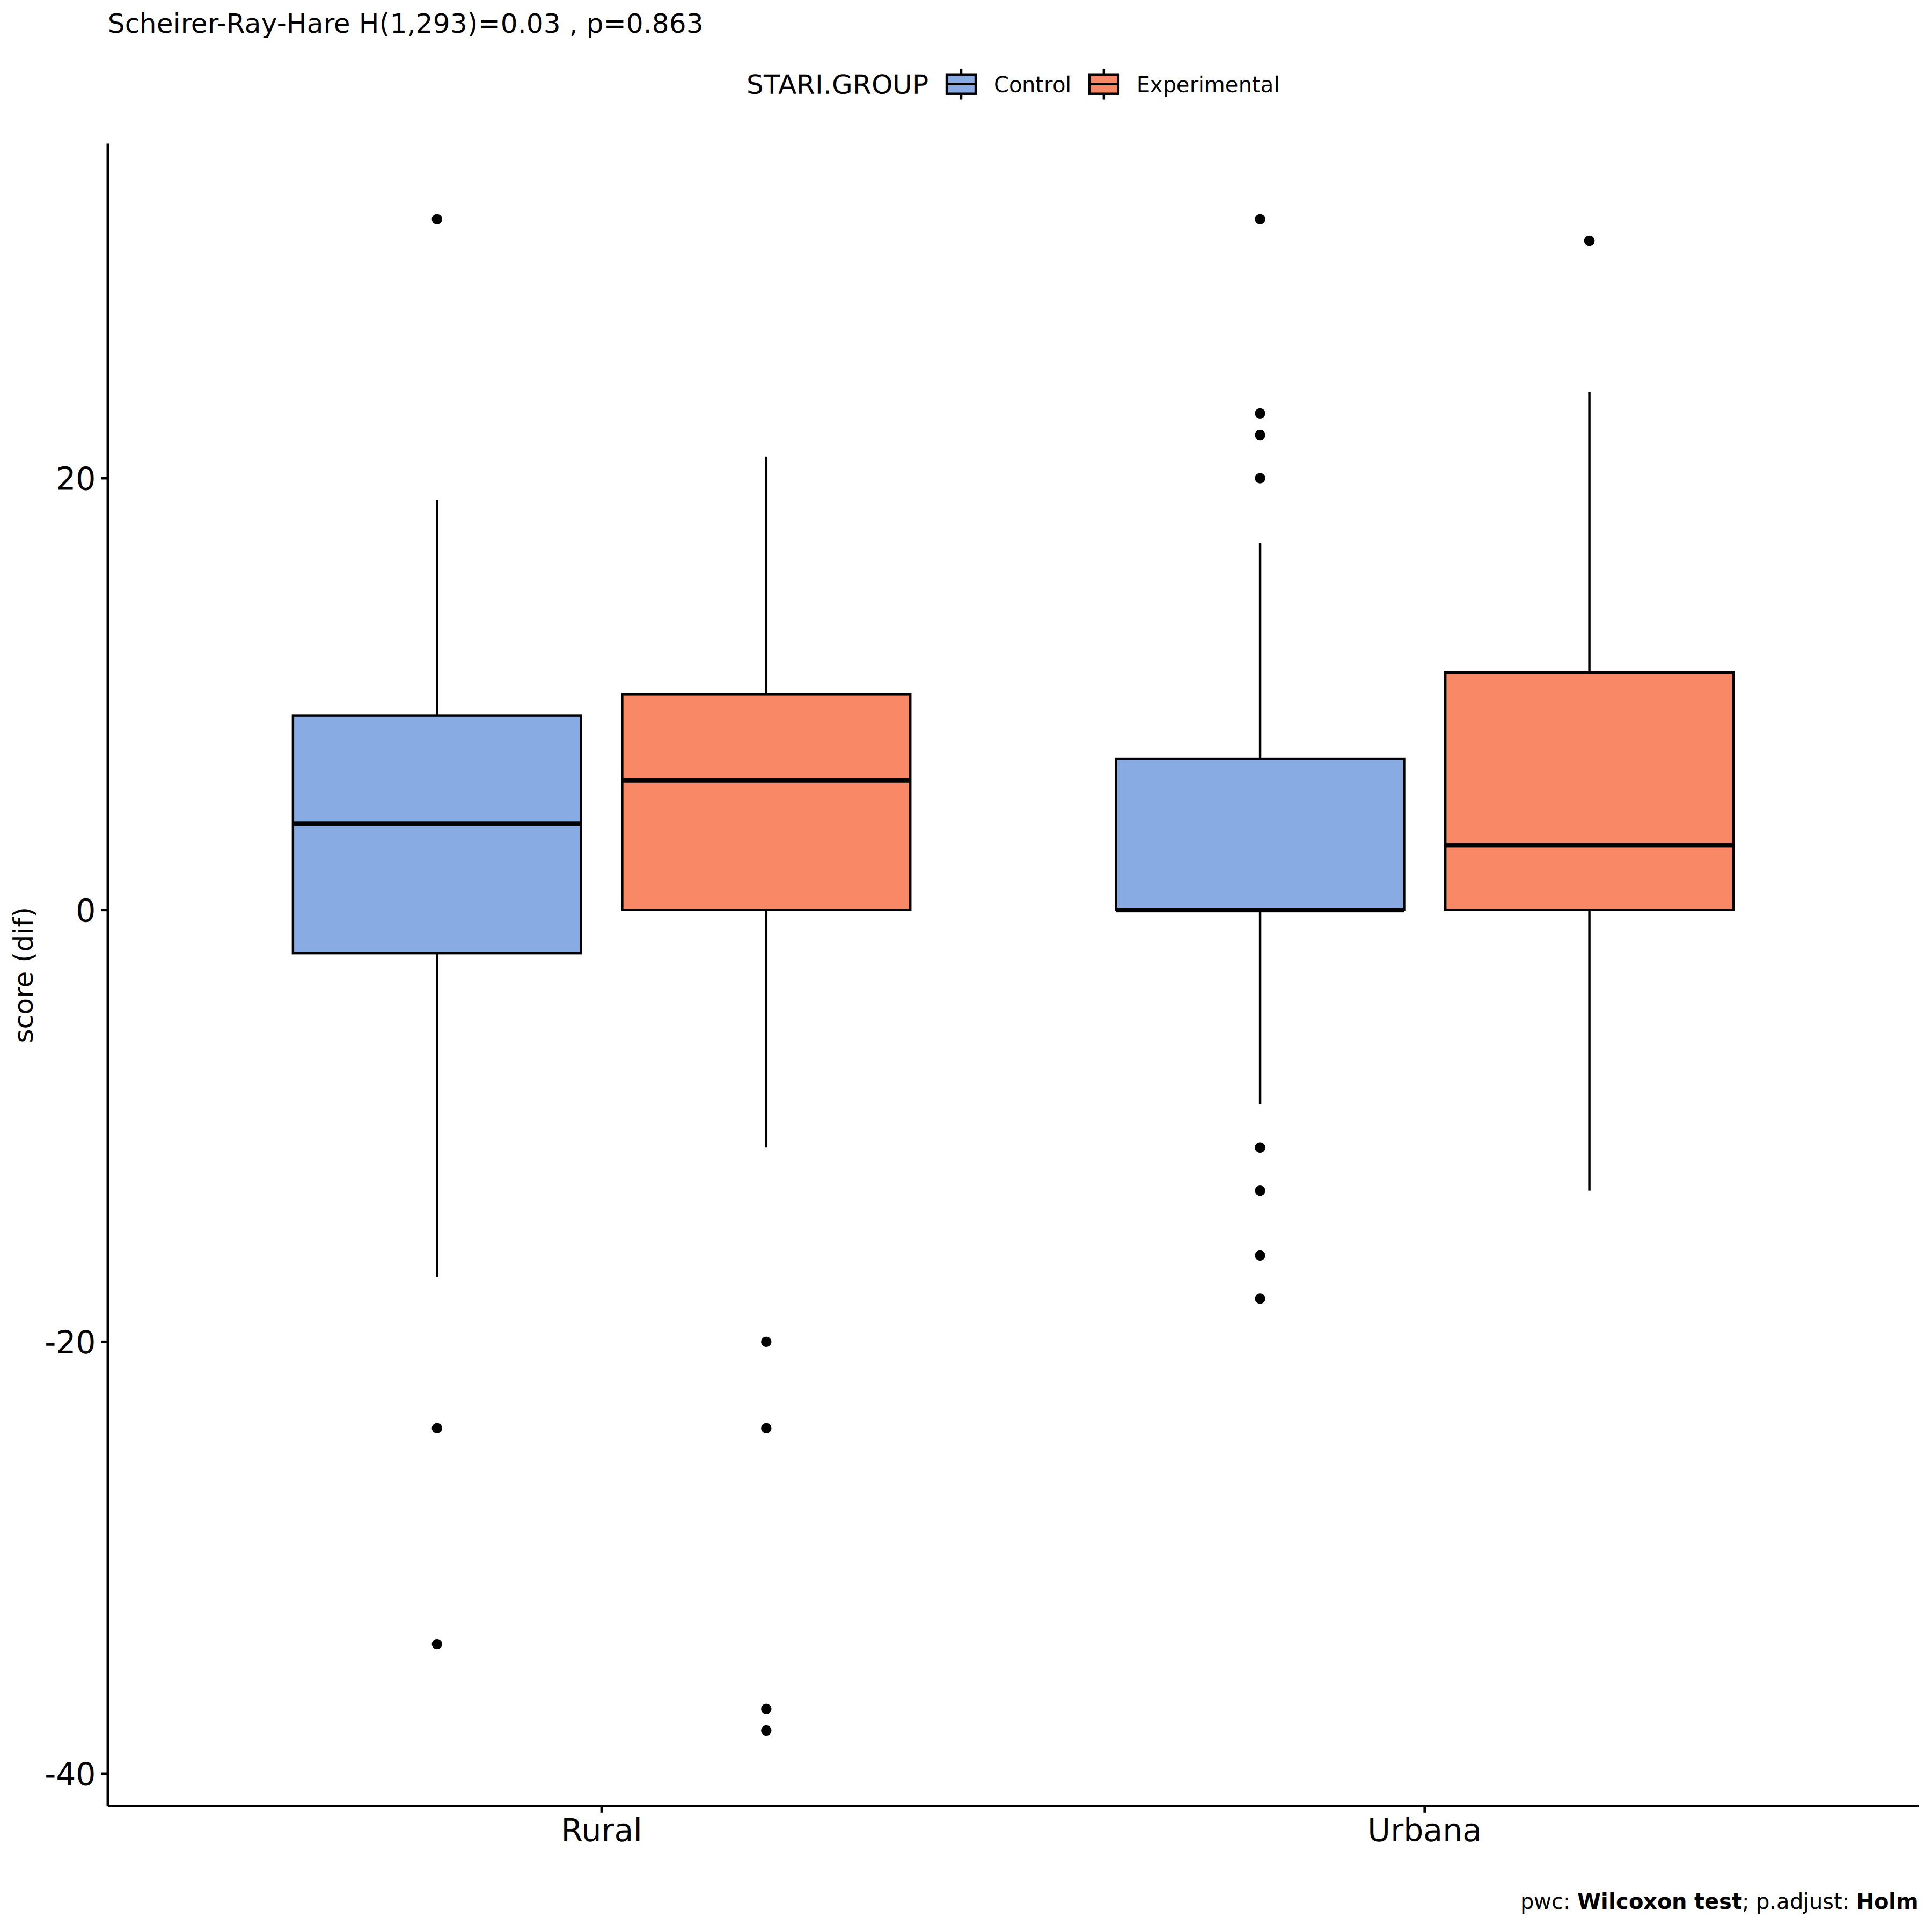 Scheirer-Ray-Hare H(1,293)=0.03 , p=0.863
STARI.GROUP Control Experimental
20
0
-20
-40
score (dif)
Rural Urbana
pwc: Wilcoxon test; p.adjust: Holm